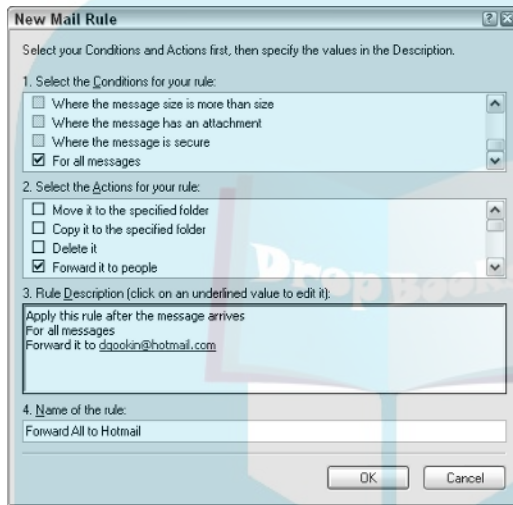 New Mail Rule
Select your Conditions and Actions first, then specify the values in the Description.
1. Select the Conditions for your rule:
Where the message size is more than size
Where the message has an attachment
Where the message is secure
For all messages
2. Select the Actions for your rule:
Move it to the specified folder
Copy it to the specified folder
Delete it
Forward it to people
Drop Book
3. Rule Description (click on an underlined value to edit it):
Apply this rule after the message arrives
For all messages
Forward it to dgookin@hotmail.com
4. Name of the rule:
Forward All to Hotmail
OK
Cancel